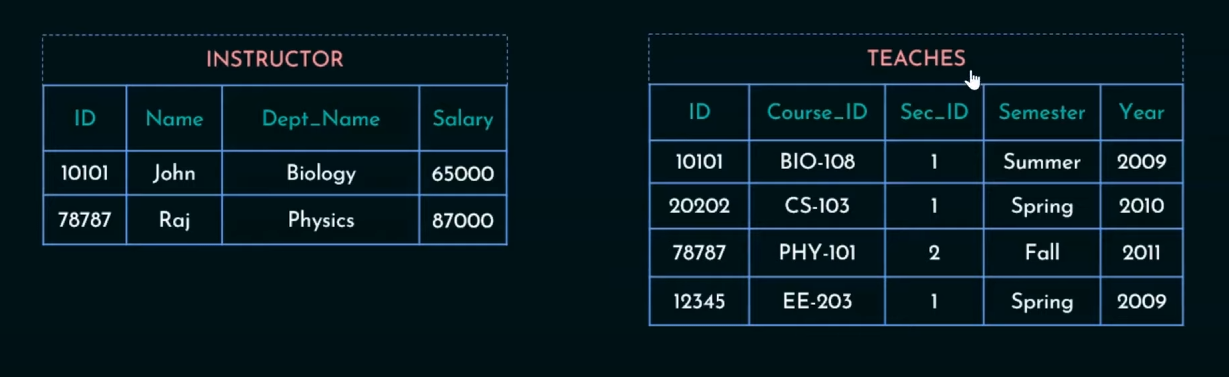 INSTRUCTOR
ID Name Dept_Name Salary
10101 John Biology 65000
78787 Raj Physics 87000
TEACHES
ID Course_ID Sec_ID Semester Year
10101 BIO-108 1 Summer 2009
20202 CS-103 1 Spring 2010
78787 PHY-101 2 Fall 2011
12345 EE-203 1 Spring 2009